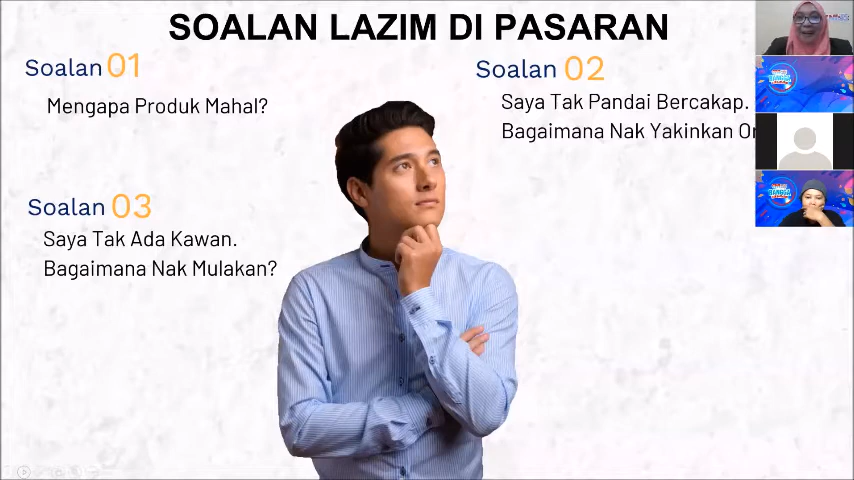 SOALAN LAZIM DI PASARAN
Soalan 01
Mengapa Produk Mahal?
Soalan 02
Saya Tak Pandai Bercakap.
Bagaimana Nak Yakinkan
Soalan 03
Saya Tak Ada Kawan.
Bagaimana Nak Mulakan?